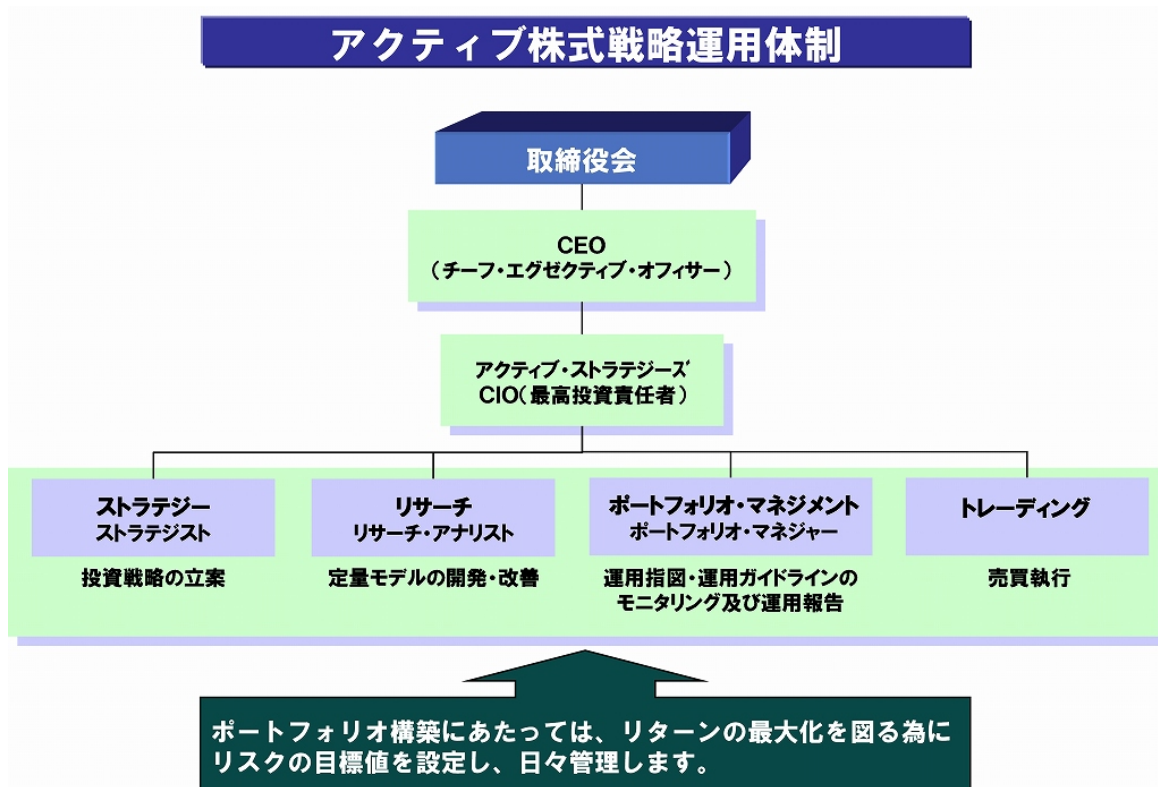 アクティブ株式戦略運用体制
取締役会
CEO
（チーフ・エグゼクティブ・オフィサー）
アクティブ・ストラテジーズ
CIO（最高投資責任者）
ストラテジー
ストラテジスト
投資戦略の立案
リサーチ
リサーチ・アナリスト
定量モデルの開発・改善
ポートフォリオ・マネジメント
ポートフォリオ・マネジャー
運用指図・運用ガイドラインの
モニタリング及び運用報告
トレーディング
売買執行
ポートフォリオ構築にあたっては、リターンの最大化を図る為に
リスクの目標値を設定し、日々管理します。